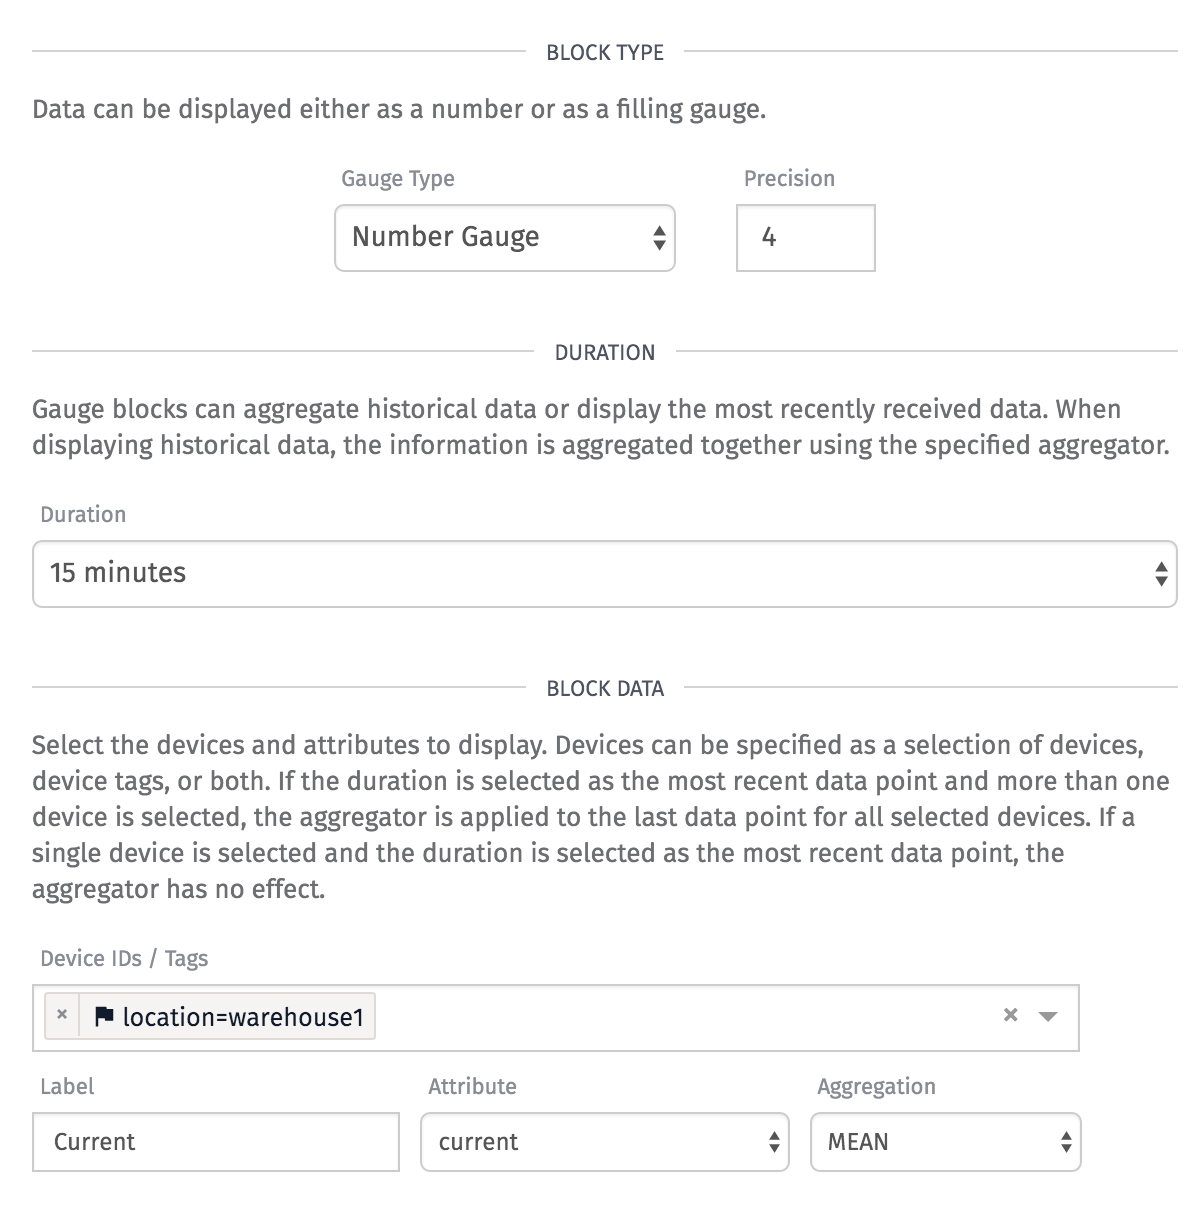 BLOCK TYPE
Data can be displayed either as a number or as a filling gauge.
Gauge Type
Precision
Number Gauge
4
DURATION
Gauge blocks can aggregate historical data or display the most recently received data. When
displaying historical data, the information is aggregated together using the specified aggregator.
Duration
15 minutes
BLOCK DATA
Select the devices and attributes to display. Devices can be specified as a selection of devices,
device tags, or both. If the duration is selected as the most recent data point and more than one
device is selected, the aggregator is applied to the last data point for all selected devices. If a
single device is selected and the duration is selected as the most recent data point, the
aggregator has no effect.
Device IDs / Tags
× location=warehouse1 ×
Label
Attribute
Aggregation
Current
current
MEAN